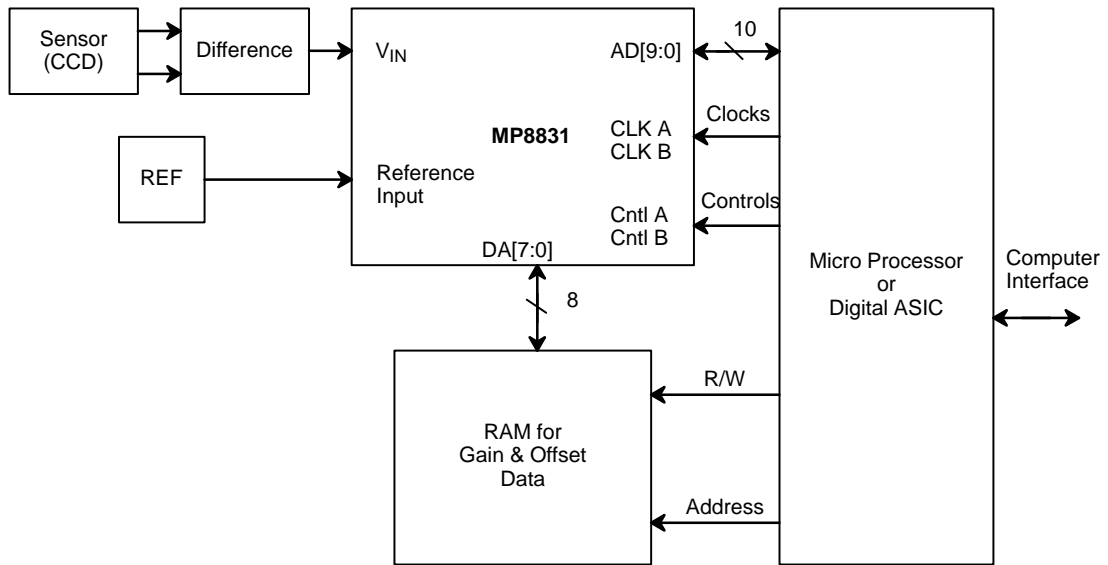 Sensor
(CCD)
Difference
V_IN
AD[9:0]
10
MP8831
CLK A
CLK B
Clocks
REF
Reference
Input
Cntl A
Cntl B
Controls
DA[7:0]
8
Micro Processor
or
Digital ASIC
Computer
Interface
RAM for
Gain & Offset
Data
R/W
Address